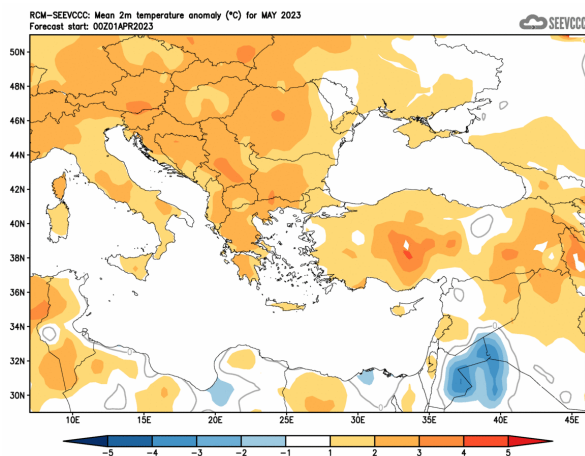 RCM-SEEVCCC: Mean 2m temperature anomaly (°C) for MAY 2023
Forecast start: 00Z01APR2023
SEEVCCC
50N
48N
46N
44N
42N
40N
38N
36N
34N
32N
30N
10E 15E 20E 25E 30E 35E 40E 45E
-5 -4 -3 -2 -1 1 2 3 4 5